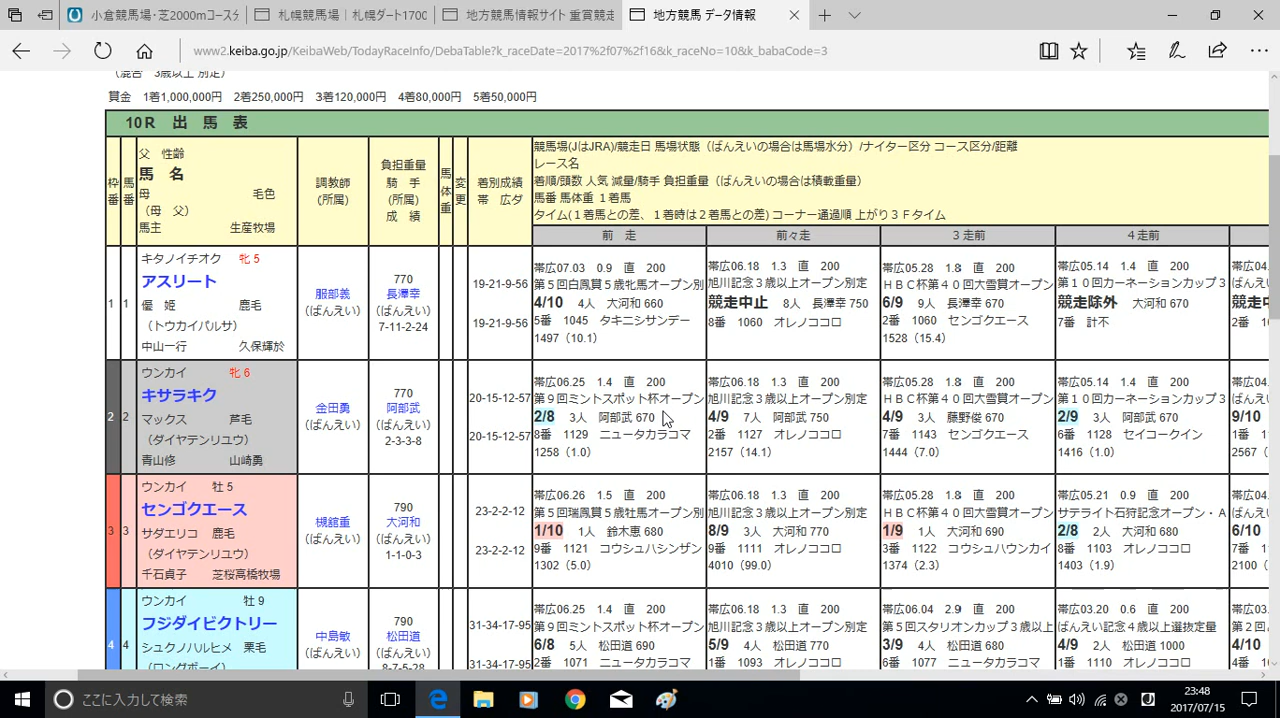 小倉競馬場・芝2000mコース分
札幌競馬場｜札幌ダート1700
地方競馬情報サイト 重賞競走
地方競馬 データ情報
www2.keiba.go.jp/KeibaWeb/TodayRaceInfo/DebaTable?k_raceDate=2017%2f07%2f16&k_raceNo=10&k_babaCode=3
(混合 3歳以上 別定)
賞金 1着1,000,000円 2着250,000円 3着120,000円 4着80,000円 5着50,000円
10R 出 馬 表
枠番
馬番
父 性齢
馬 名
母 毛色
（母 父）
馬主 生産牧場
調教師
(所属)
負担重量
騎 手
(所属)
成 績
馬体重
変更
着別成績
帯 広ダ
競馬場(JはJRA)/競走日 馬場状態（ばんえいの場合は馬場水分）/ナイター区分 コース区分/距離
レース名
着順/頭数 人気 減量/騎手 負担重量（ばんえいの場合は積載重量）
馬番 馬体重 １着馬
タイム(１着馬との差、１着時は２着馬との差) コーナー通過順 上がり３Ｆタイム
前 走
前々走
３走前
４走前
1
1
キタノイチオク 牝 5
アスリート
優 姫 鹿毛
（トウカイパルサ）
中山一行 久保輝於
服部義
(ばんえい)
770
長澤幸
(ばんえい)
7-11-2-24
19-21-9-56
19-21-9-56
帯広07.03 0.9 直 200
第５回白鳳賞５歳牝馬オープン別
4/10 4人 大河和 660
5番 1045 タキニシサンデー
1497 (10.1)
帯広06.18 1.3 直 200
旭川記念３歳以上オープン別定
競走中止 8人 長澤幸 750
8番 1060 オレノココロ
帯広05.28 1.8 直 200
ＨＢＣ杯第４０回大雪賞オープン
6/9 9人 長澤幸 670
2番 1060 センゴクエース
1528 (15.4)
帯広05.14 1.4 直 200
第１０回カーネーションカップ３
競走除外 大河和 670
7番 計不
帯広04.
競走中
2番 10
2
2
ウンカイ 牝 6
キサラキク
マックス 芦毛
（ダイヤテンリユウ）
青山修 山崎勇
金田勇
(ばんえい)
770
阿部武
(ばんえい)
2-3-3-8
20-15-12-57
20-15-12-57
帯広06.25 1.4 直 200
第９回ミントスポット杯オープン
2/8 3人 阿部武 670
8番 1129 ニュータカラコマ
1258 (1.0)
帯広06.18 1.3 直 200
旭川記念３歳以上オープン別定
4/9 7人 阿部武 750
2番 1127 オレノココロ
2157 (14.1)
帯広05.28 1.8 直 200
ＨＢＣ杯第４０回大雪賞オープン
4/9 3人 藤野俊 670
7番 1143 センゴクエース
1444 (7.0)
帯広05.14 1.4 直 200
第１０回カーネーションカップ３
2/9 3人 阿部武 670
6番 1128 セイコークイン
1416 (7.0)
帯広04.
9/10
1番 11
2567
3
3
ウンカイ 牡 5
センゴクエース
サダエリコ 鹿毛
（ダイヤテンリユウ）
千石貞子 芝桜高橋牧場
槻舘重
(ばんえい)
790
大河和
(ばんえい)
1-1-0-3
23-2-2-12
23-2-2-12
帯広06.26 1.5 直 200
第５回瑞鳳賞５歳牡馬オープン別
1/10 1人 鈴木恵 680
9番 1121 コウシュハシンザン
1302 (5.0)
帯広06.18 1.3 直 200
旭川記念３歳以上オープン別定
8/9 3人 大河和 770
9番 1111 オレノココロ
4010 (99.0)
帯広05.28 1.8 直 200
ＨＢＣ杯第４０回大雪賞オープン
1/9 1人 大河和 690
3番 1122 コウシュハウンカイ
1374 (2.3)
帯広05.21 0.9 直 200
サテライト石狩記念オープン・Ａ
2/8 2人 大河和 680
8番 1103 オレノココロ
1403 (1.9)
帯広04.
6/10
5番 11
2100
4
4
ウンカイ 牡 9
フジダイビクトリー
シュクノハルヒメ 栗毛
（ロングボーイ）
中島敏
(ばんえい)
790
松田道
(ばんえい)
8-7-5-28
31-34-17-95
31-34-17-95
帯広06.25 1.4 直 200
第９回ミントスポット杯オープン
6/8 8人 松田道 690
2番 1071 ニュータカラコマ
帯広06.18 1.3 直 200
旭川記念３歳以上オープン別定
5/9 4人 松田道 770
1番 1093 オレノココロ
帯広06.04 2.9 直 200
第５回スタリオンカップ３歳以上
3/9 4人 松田道 680
6番 1077 ニュータカラコマ
帯広03.20 0.6 直 200
ばんえい記念４歳以上選抜定量
4/9 2人 松田道 1000
1番 1110 オレノココロ
帯広03.
第２回
4/10
1番 11
ここに入力して検索
23:48
2017/07/15